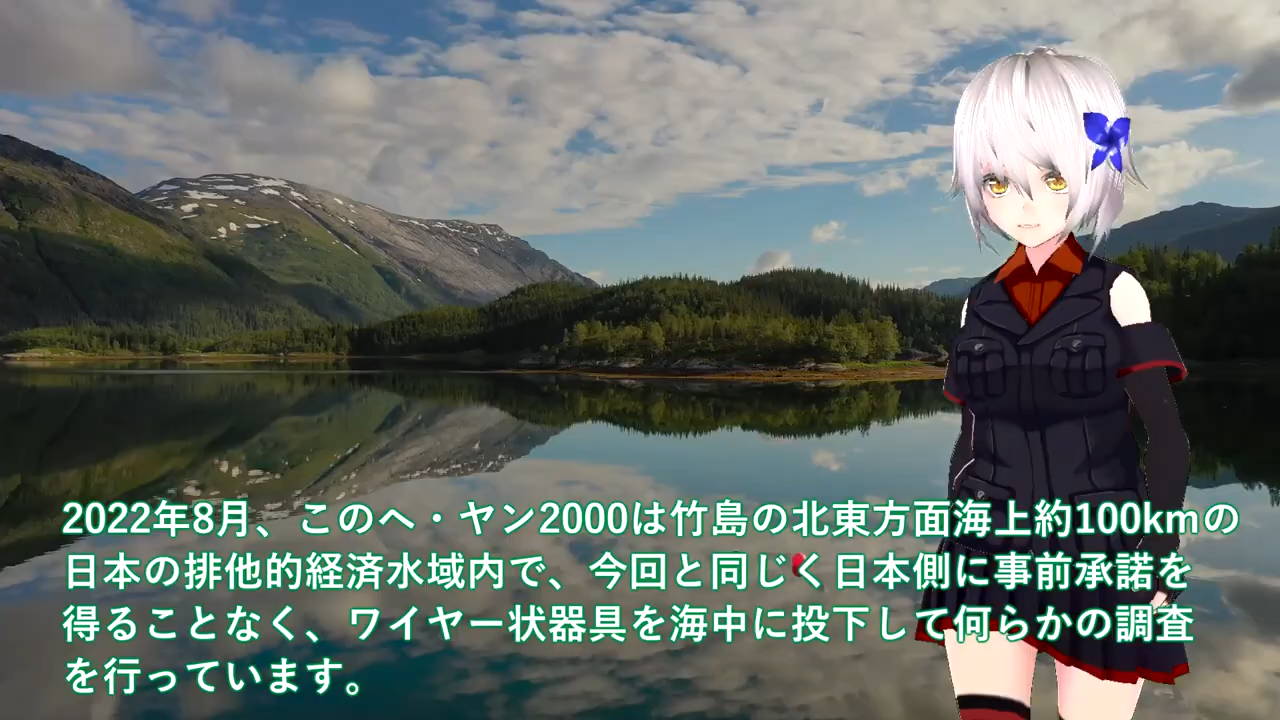 2022年8月、このヘ・ヤン2000は竹島の北東方面海上約100kmの
日本の排他的経済水域内で、今回と同じく日本側に事前承諾を
得ることなく、ワイヤー状器具を海中に投下して何らかの調査
を行っています。